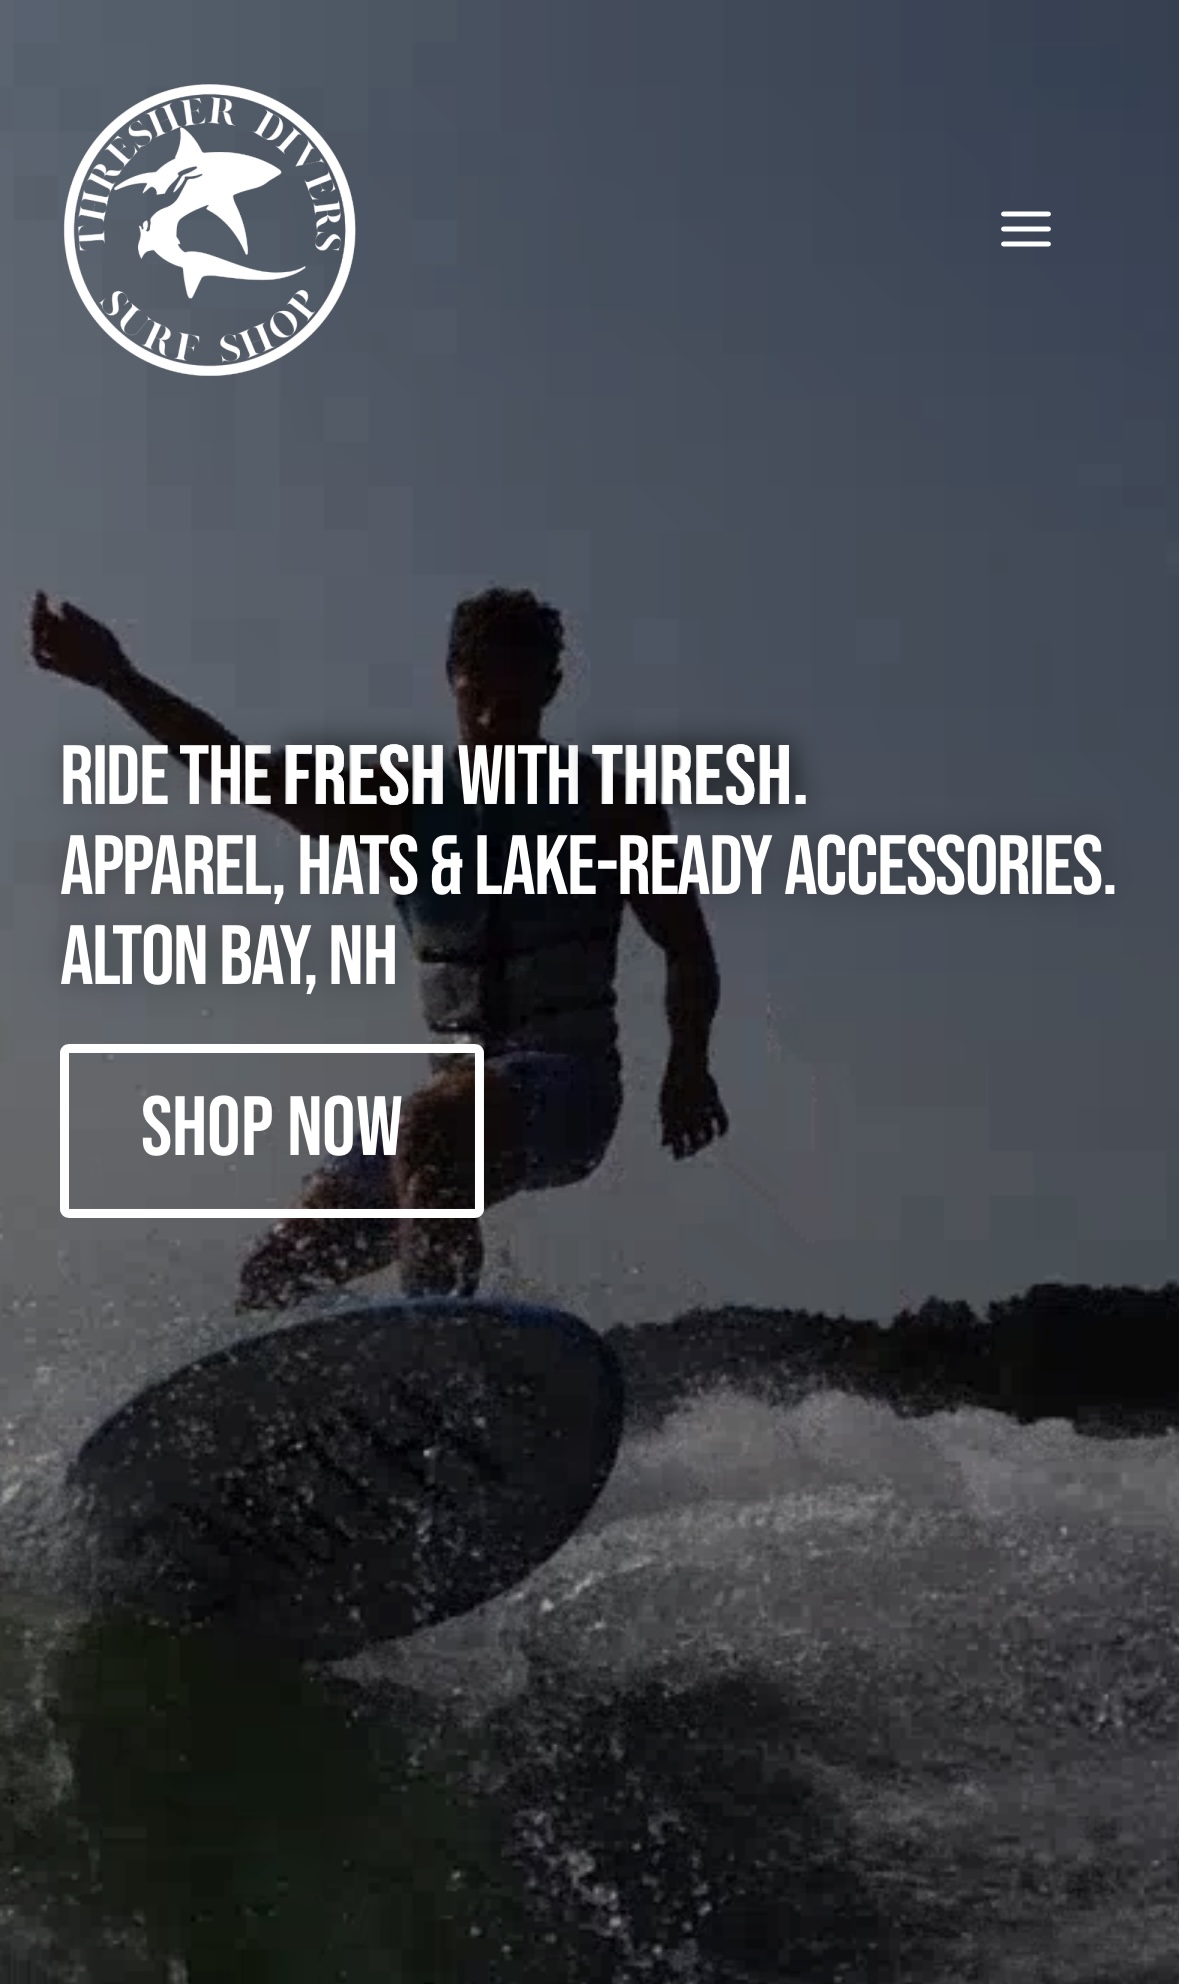 THRESHER DIVERS
SURF SHOP
RIDE THE FRESH WITH THRESH.
APPAREL, HATS & LAKE-READY ACCESSORIES.
ALTON BAY, NH
SHOP NOW